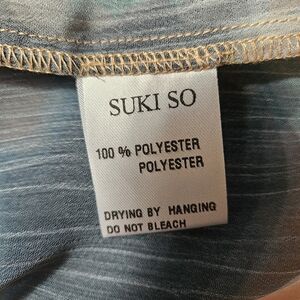 SUKI SO
100 % POLYESTER
POLYESTER
DRYING BY HANGING
DO NOT BLEACH